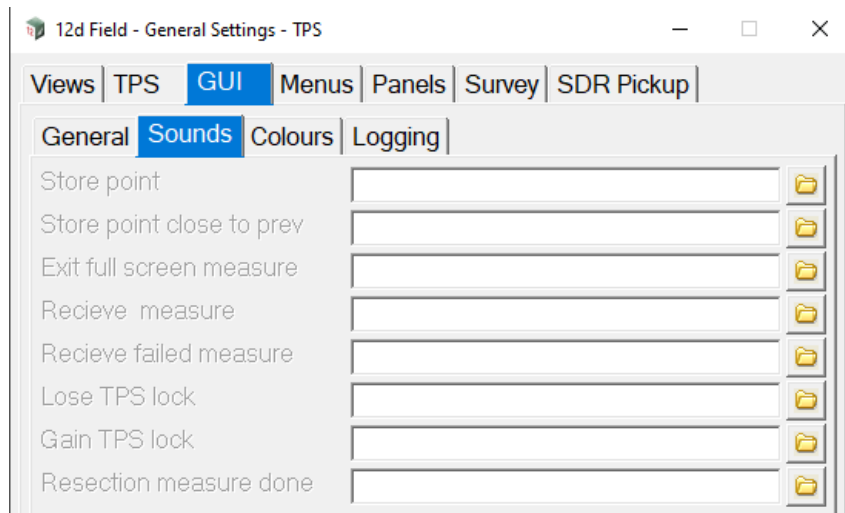 12d Field - General Settings - TPS
Views TPS GUI Menus Panels Survey SDR Pickup
General Sounds Colours Logging
Store point
Store point close to prev
Exit full screen measure
Recieve measure
Recieve failed measure
Lose TPS lock
Gain TPS lock
Resection measure done